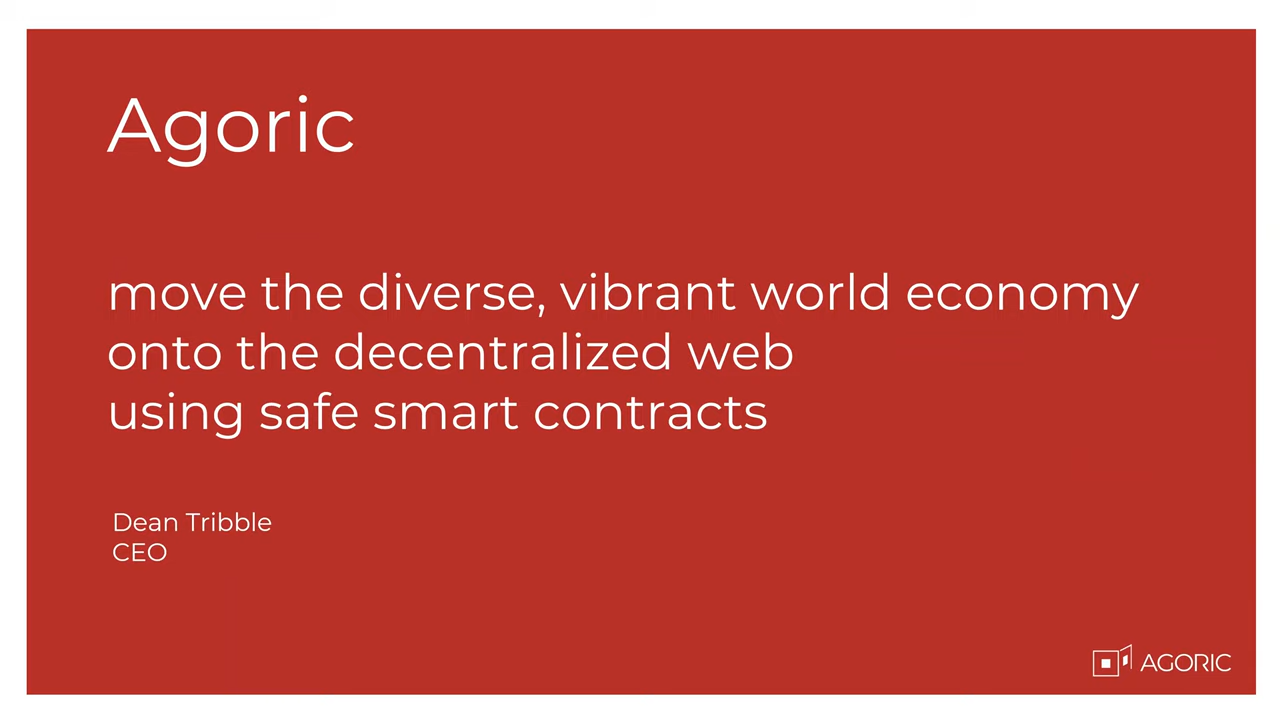 Agoric
move the diverse, vibrant world economy
onto the decentralized web
using safe smart contracts
Dean Tribble
CEO
AGORIC